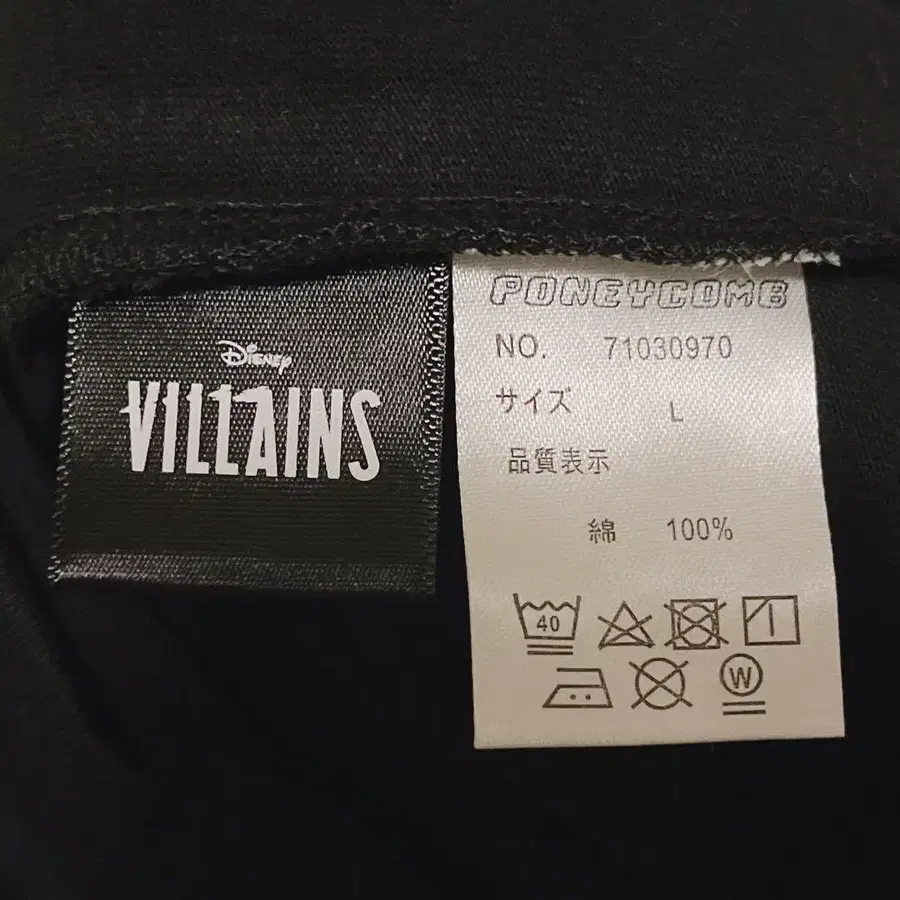 Disney
VILLAINS
PONEYCOMB
NO. 71030970
サイズ L
品質表示
綿 100%
40
W